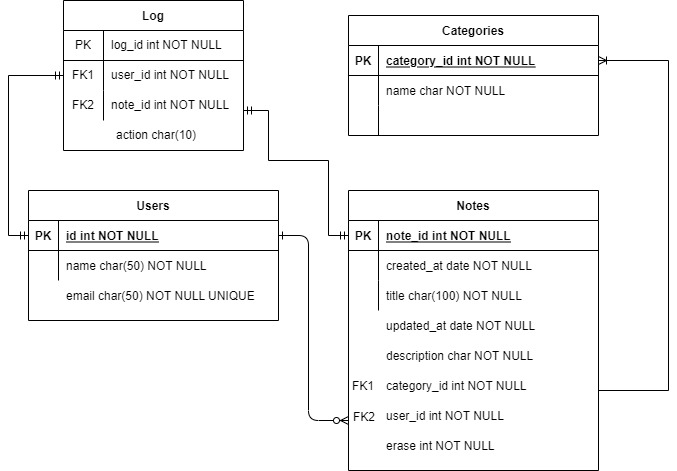 Log
PK log_id int NOT NULL
FK1 user_id int NOT NULL
FK2 note_id int NOT NULL
action char(10)
Categories
PK category_id int NOT NULL
name char NOT NULL
Users
PK id int NOT NULL
name char(50) NOT NULL
email char(50) NOT NULL UNIQUE
Notes
PK note_id int NOT NULL
created_at date NOT NULL
title char(100) NOT NULL
updated_at date NOT NULL
description char NOT NULL
FK1 category_id int NOT NULL
FK2 user_id int NOT NULL
erase int NOT NULL